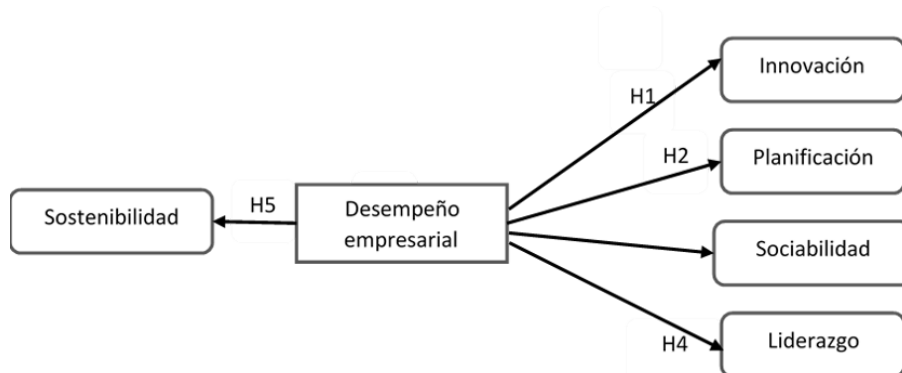 Innovación
H1
H2
Planificación
Sostenibilidad
H5
Desempeño
empresarial
Sociabilidad
H4
Liderazgo